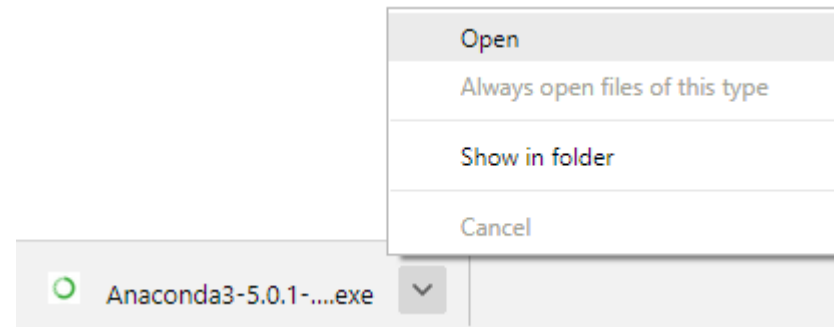 Open
Always open files of this type
Show in folder
Cancel
Anaconda3-5.0.1-....exe